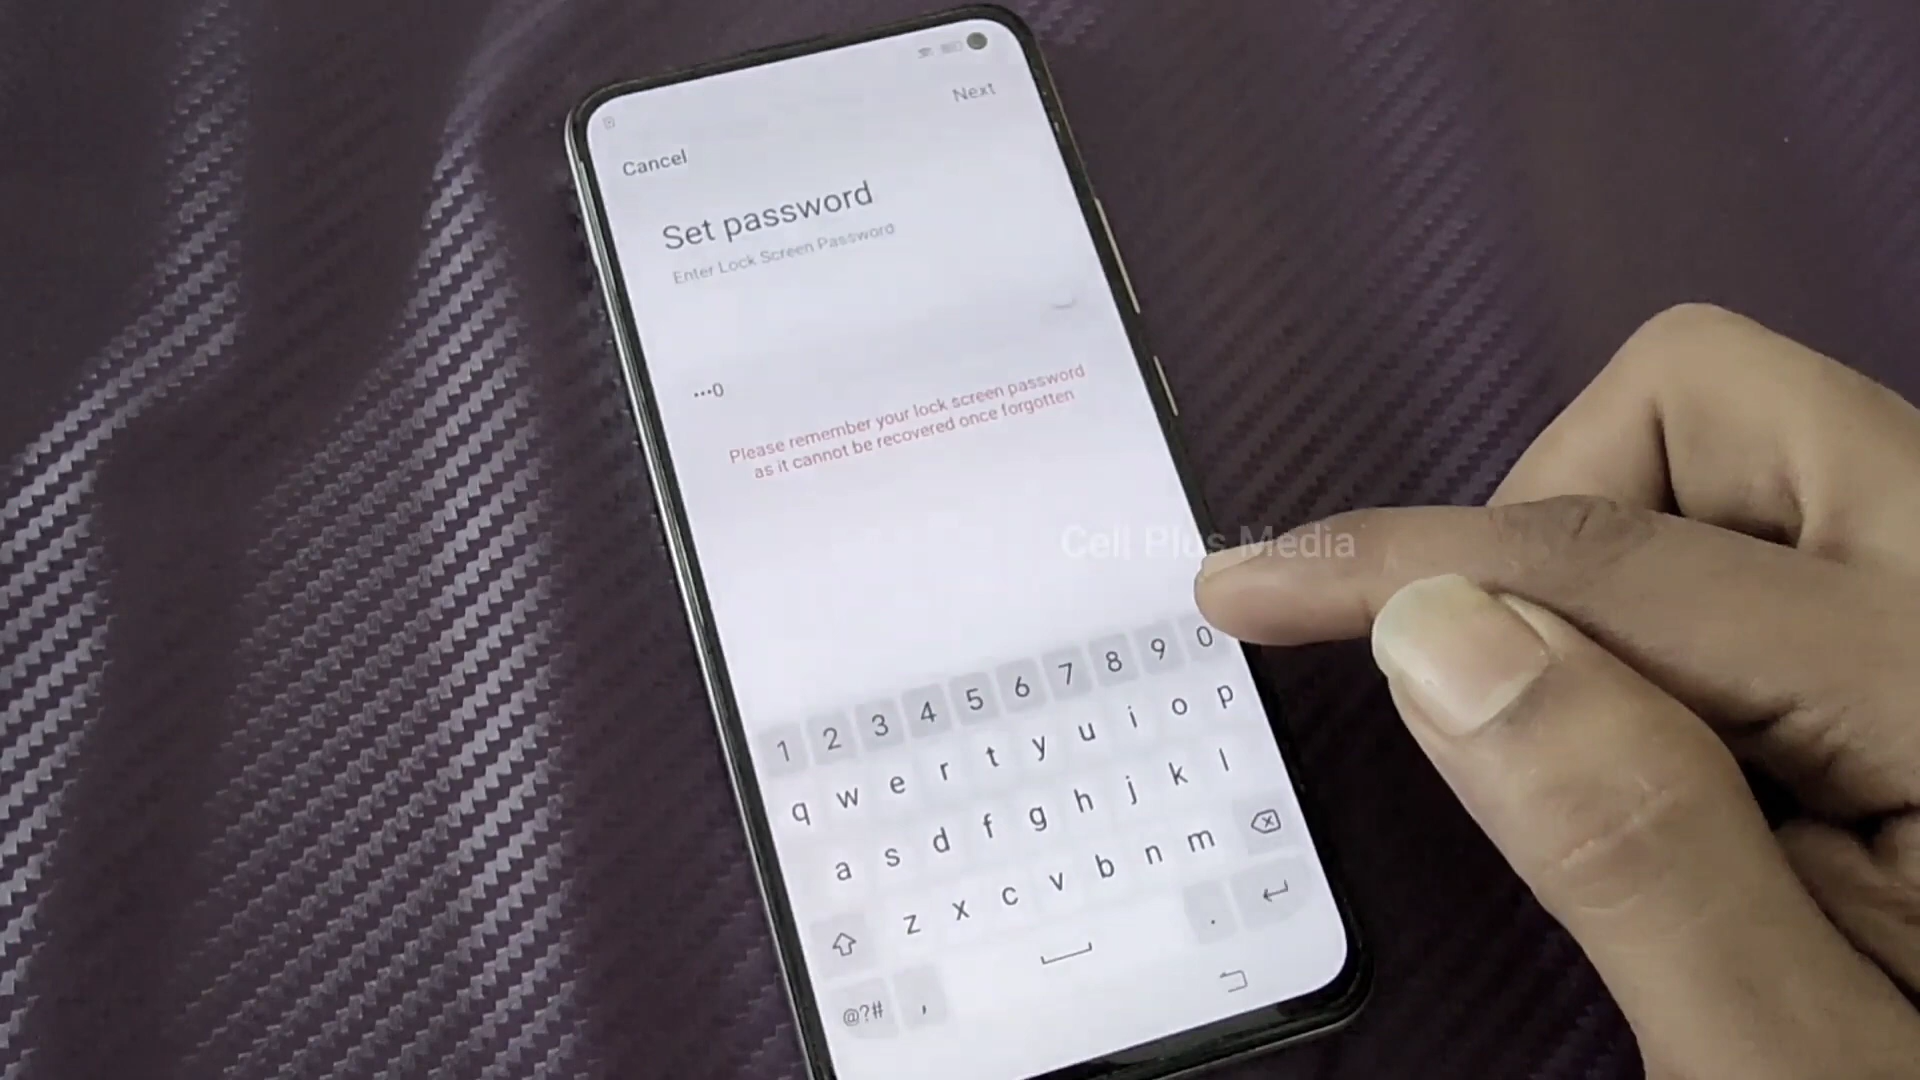 Next
Cancel
Set password
Enter Lock Screen Password
•••0
Please remember your lock screen password
as it cannot be recovered once forgotten
Cell Plus Media
1 2 3 4 5 6 7 8 9 0
q w e r t y u i o p
a s d f g h j k l
z x c v b n m
@?# , .